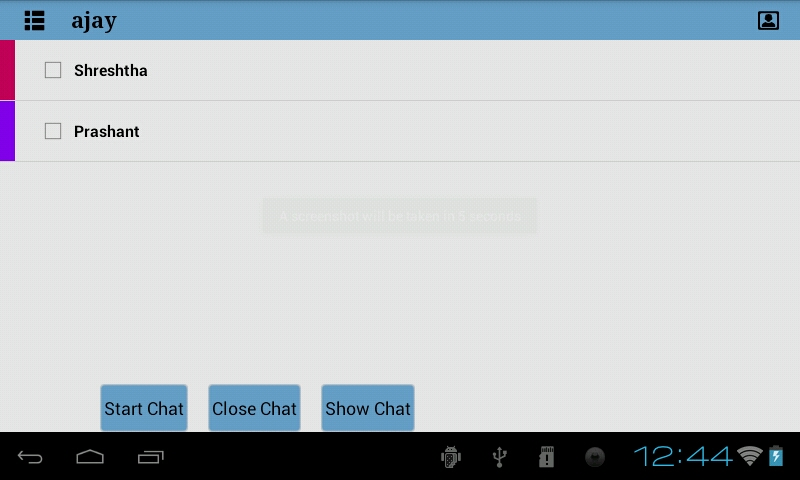 ajay
Shreshtha
Prashant
A screenshot will be taken in 5 seconds
Start Chat Close Chat Show Chat
12:44